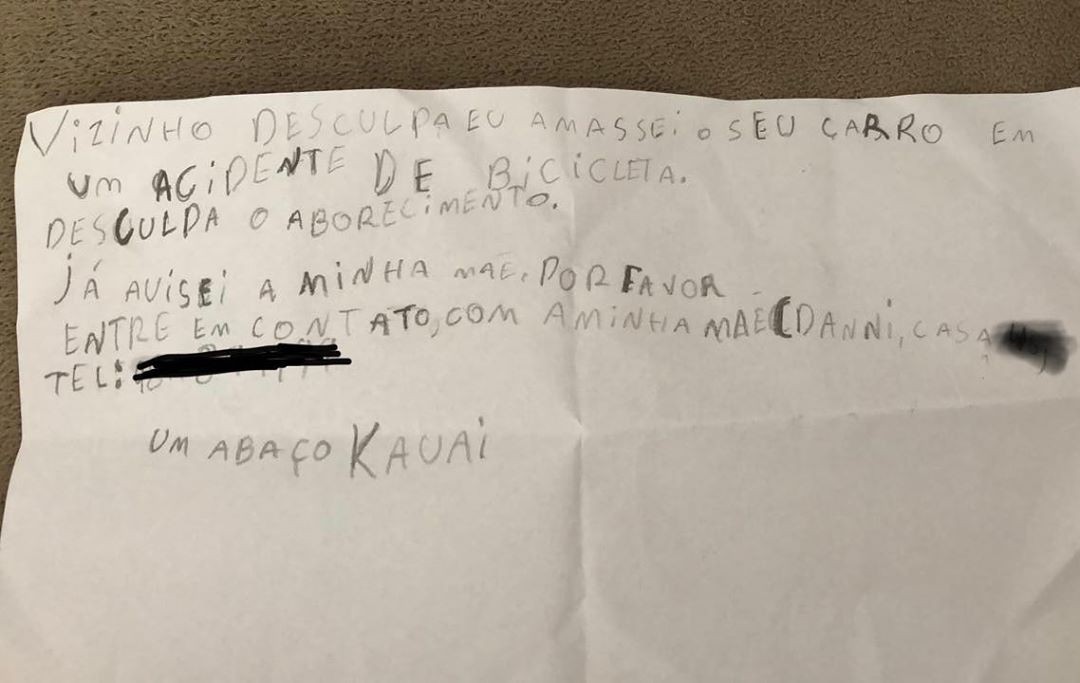 VIZINHO DESCULPA EU AMASSEI O SEU CARRO EM
UM ACIDENTE DE BICICLETA.
DESCULPA O ABORECIMENTO.
JÁ AVISEI A MINHA MAE. POR FAVOR
ENTRE EM CONTATO, COM A MINHA MAE (DANNI, CASA
TEL:
UM ABAÇO KAUAI